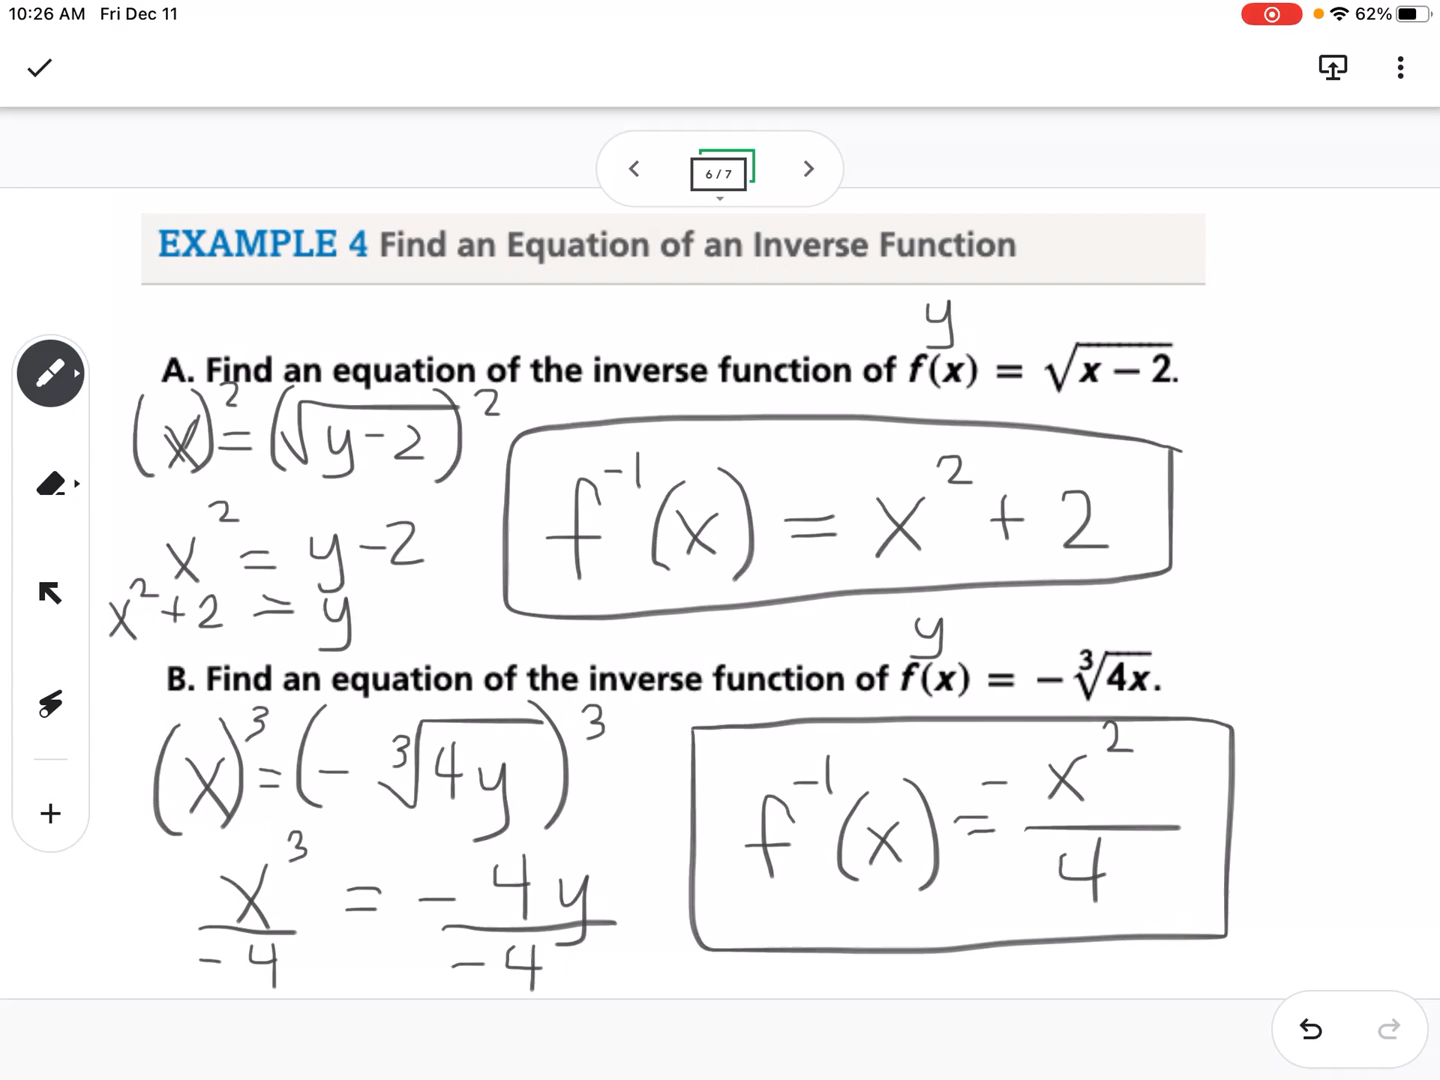 10:26 AM Fri Dec 11
62%
6 / 7
EXAMPLE 4 Find an Equation of an Inverse Function
y
A. Find an equation of the inverse function of f(x) = √(x − 2).
(x)² = (√(y-2))²
x² = y-2
x²+2 = y
f⁻¹(x) = x² + 2
y
B. Find an equation of the inverse function of f(x) = −∛(4x).
(x)³ = (- ∛(4y))³
x³/-4 = -4y/-4
f⁻¹(x) = - x²/4